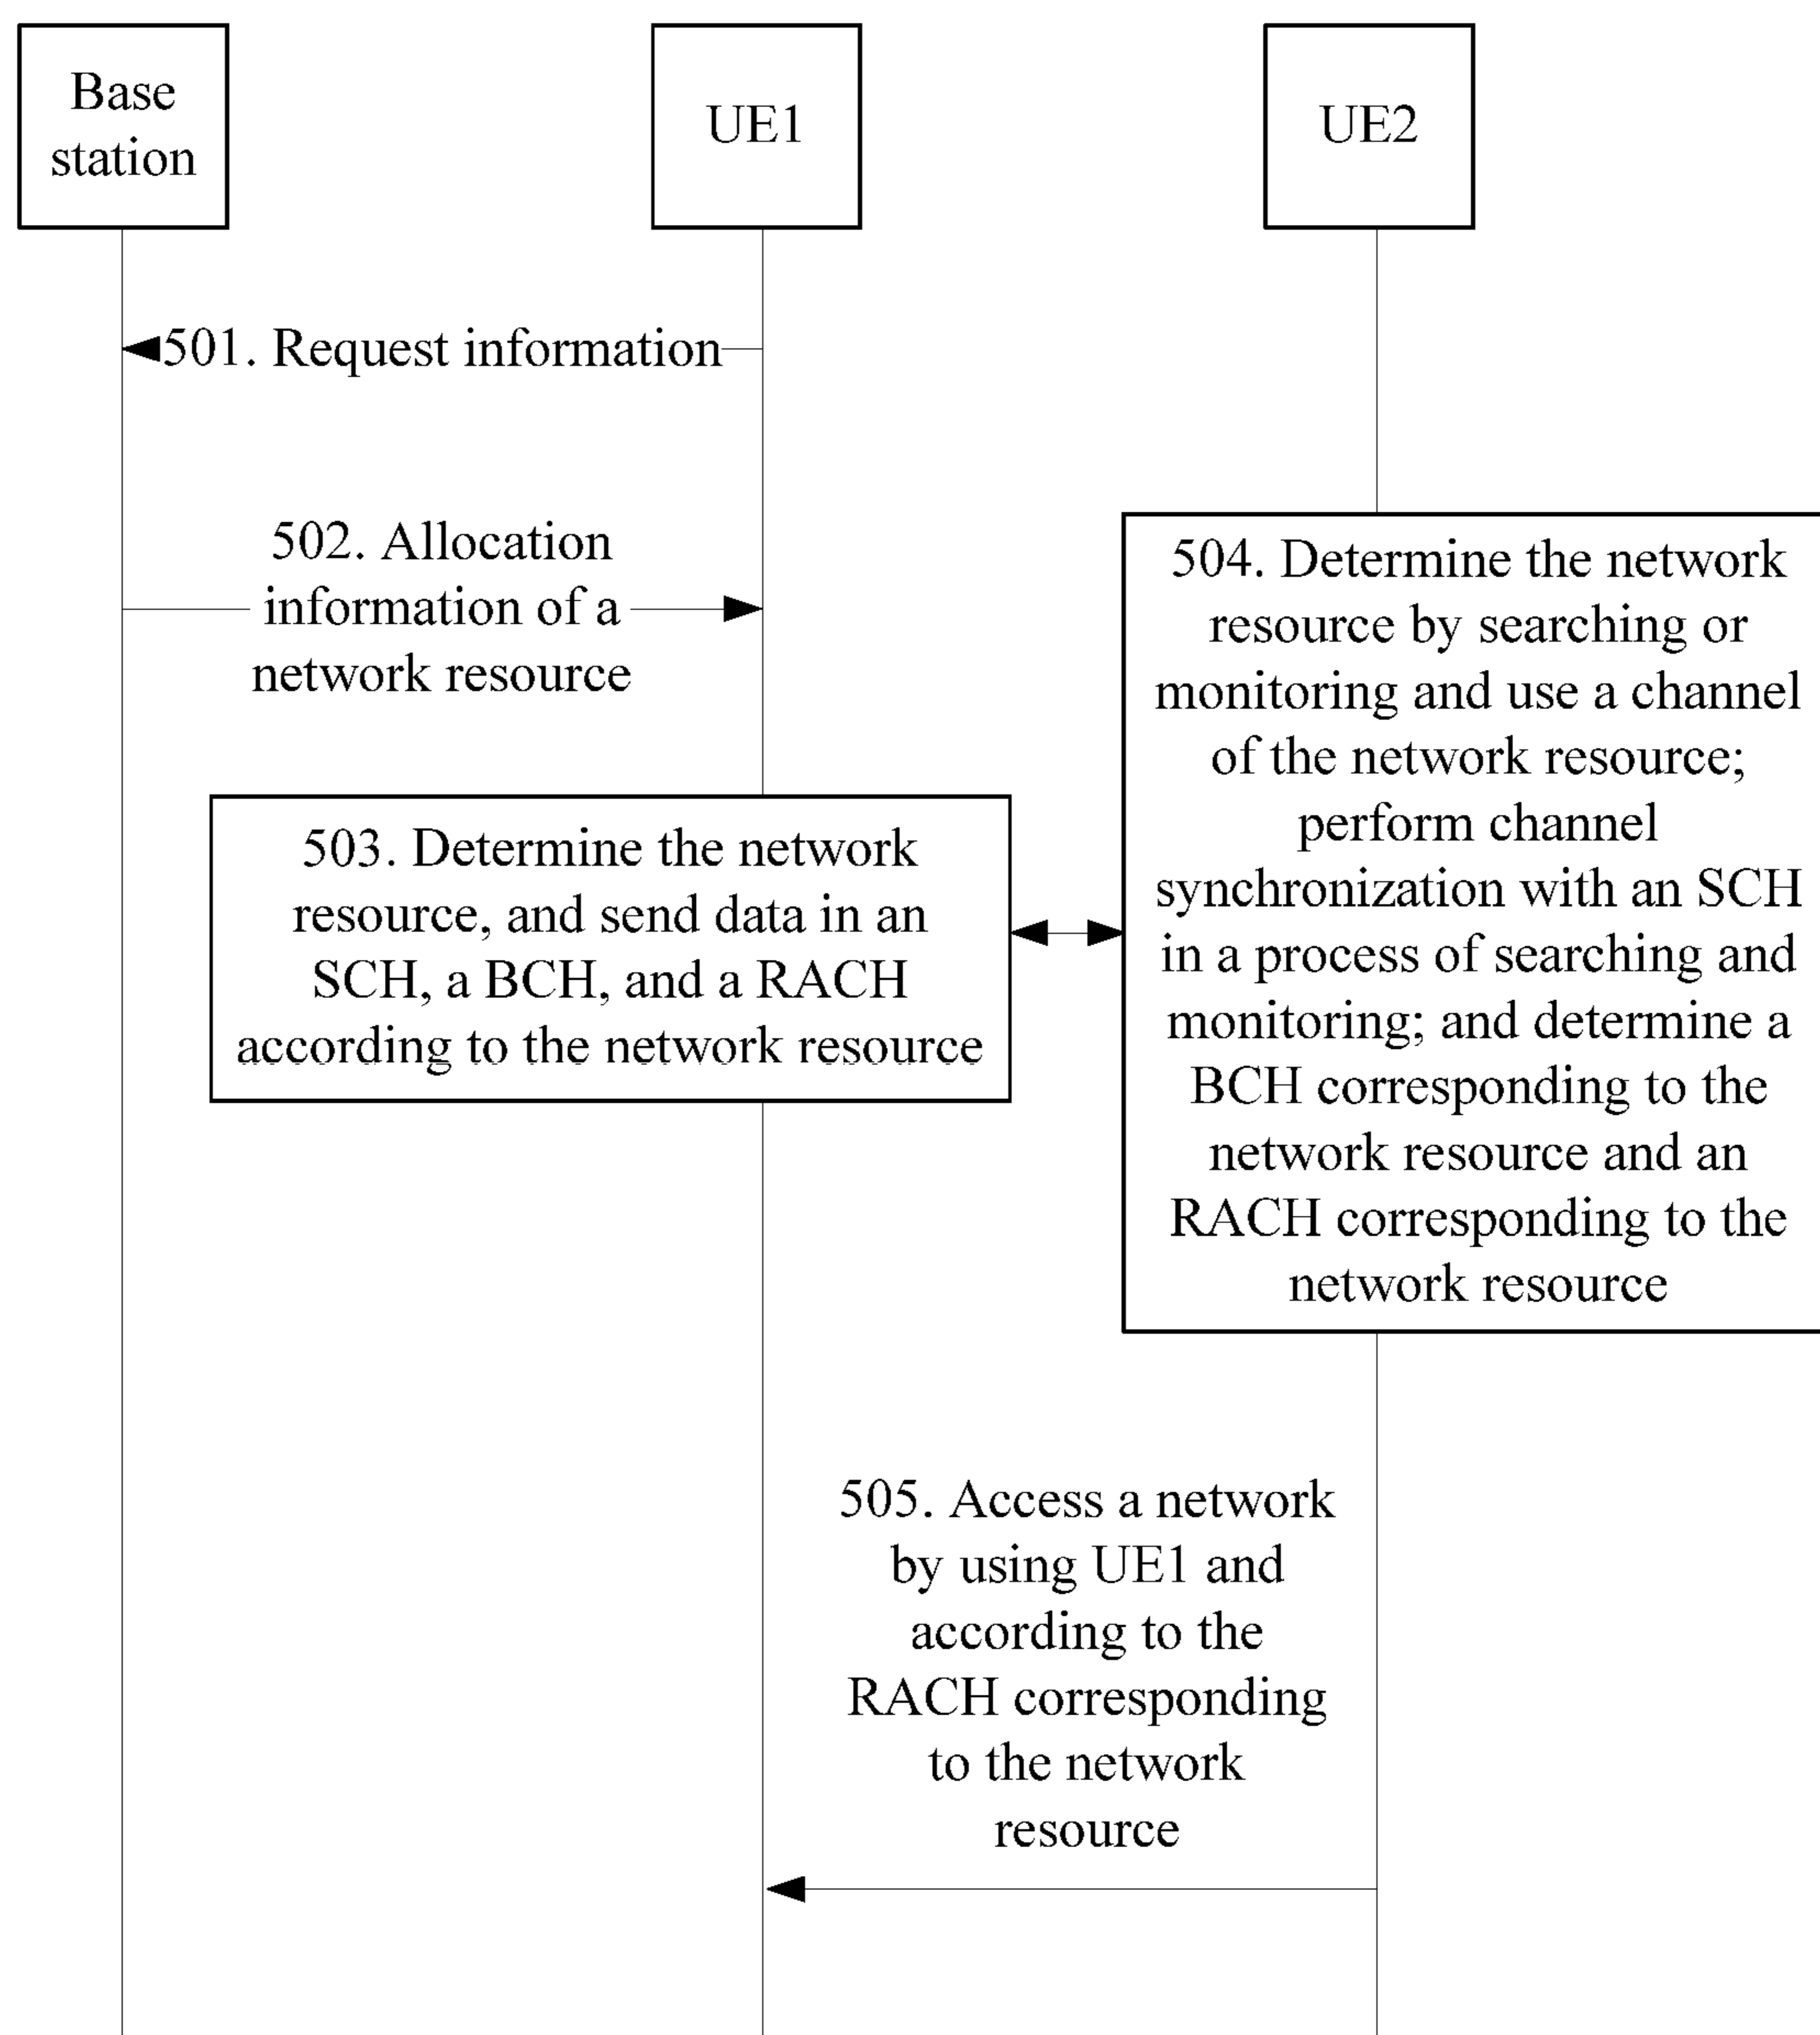 Base
station
UE1
UE2
501. Request information
502. Allocation
information of a
network resource
503. Determine the network
resource, and send data in an
SCH, a BCH, and a RACH
according to the network resource
504. Determine the network
resource by searching or
monitoring and use a channel
of the network resource;
perform channel
synchronization with an SCH
in a process of searching and
monitoring; and determine a
BCH corresponding to the
network resource and an
RACH corresponding to the
network resource
505. Access a network
by using UE1 and
according to the
RACH corresponding
to the network
resource